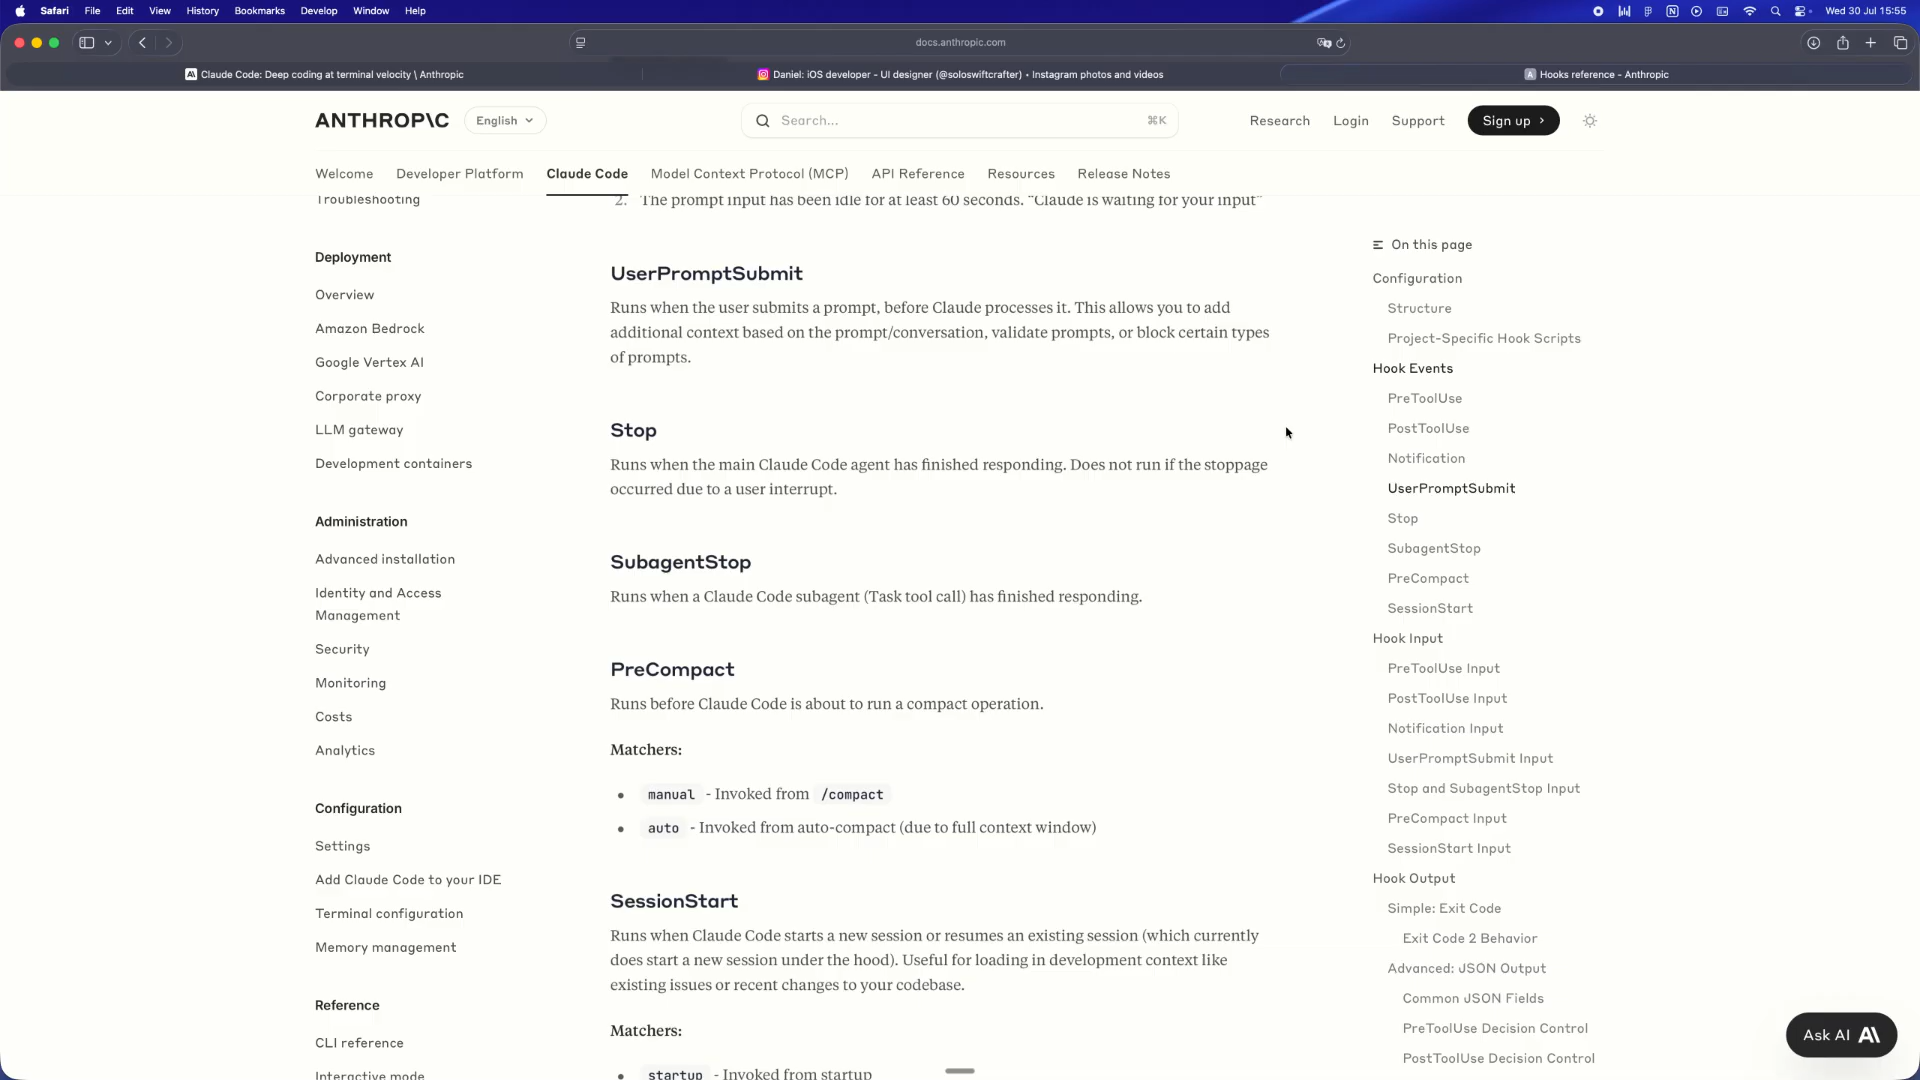 Safari File Edit View History Bookmarks Develop Window Help
Wed 30 Jul 15:55
docs.anthropic.com
Claude Code: Deep coding at terminal velocity \ Anthropic
Daniel: iOS developer - UI designer (@soloswiftcrafter) • Instagram photos and videos
Hooks reference - Anthropic
ANTHROP\C
English
Search...
⌘K
Research
Login
Support
Sign up
Welcome
Developer Platform
Claude Code
Model Context Protocol (MCP)
API Reference
Resources
Release Notes
Troubleshooting
Deployment
Overview
Amazon Bedrock
Google Vertex AI
Corporate proxy
LLM gateway
Development containers
Administration
Advanced installation
Identity and Access
Management
Security
Monitoring
Costs
Analytics
Configuration
Settings
Add Claude Code to your IDE
Terminal configuration
Memory management
Reference
CLI reference
Interactive mode
2. The prompt input has been idle for at least 60 seconds. “Claude is waiting for your input”
UserPromptSubmit
Runs when the user submits a prompt, before Claude processes it. This allows you to add
additional context based on the prompt/conversation, validate prompts, or block certain types
of prompts.
Stop
Runs when the main Claude Code agent has finished responding. Does not run if the stoppage
occurred due to a user interrupt.
SubagentStop
Runs when a Claude Code subagent (Task tool call) has finished responding.
PreCompact
Runs before Claude Code is about to run a compact operation.
Matchers:
• manual - Invoked from /compact
• auto - Invoked from auto-compact (due to full context window)
SessionStart
Runs when Claude Code starts a new session or resumes an existing session (which currently
does start a new session under the hood). Useful for loading in development context like
existing issues or recent changes to your codebase.
Matchers:
• startup - Invoked from startup
On this page
Configuration
Structure
Project-Specific Hook Scripts
Hook Events
PreToolUse
PostToolUse
Notification
UserPromptSubmit
Stop
SubagentStop
PreCompact
SessionStart
Hook Input
PreToolUse Input
PostToolUse Input
Notification Input
UserPromptSubmit Input
Stop and SubagentStop Input
PreCompact Input
SessionStart Input
Hook Output
Simple: Exit Code
Exit Code 2 Behavior
Advanced: JSON Output
Common JSON Fields
PreToolUse Decision Control
PostToolUse Decision Control
Ask AI